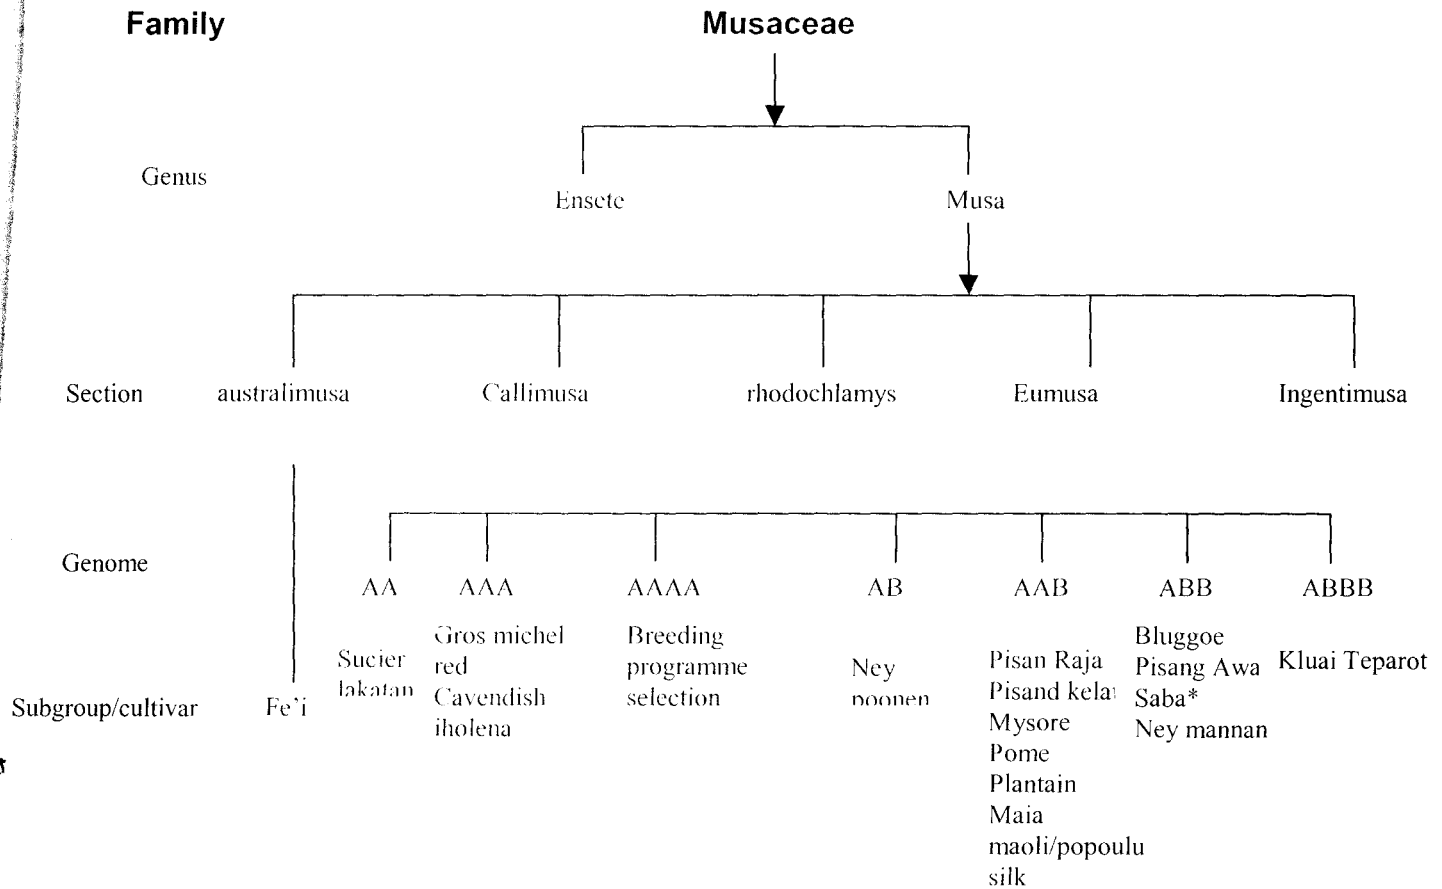 Family Musaceae
Genus
Ensete Musa
Section australimusa Callimusa rhodochlamys Eumusa Ingentimusa
Genome
AA AAA AAAA AB AAB ABB ABBB
Subgroup/cultivar
Fe'i
Sucier
lakatan
Gros michel
red
Cavendish
iholena
Breeding
programme
selection
Ney
poonen
Pisan Raja
Pisand kelat
Mysore
Pome
Plantain
Maia
maoli/popoulu
silk
Bluggoe
Pisang Awa
Saba*
Ney mannan
Kluai Teparot